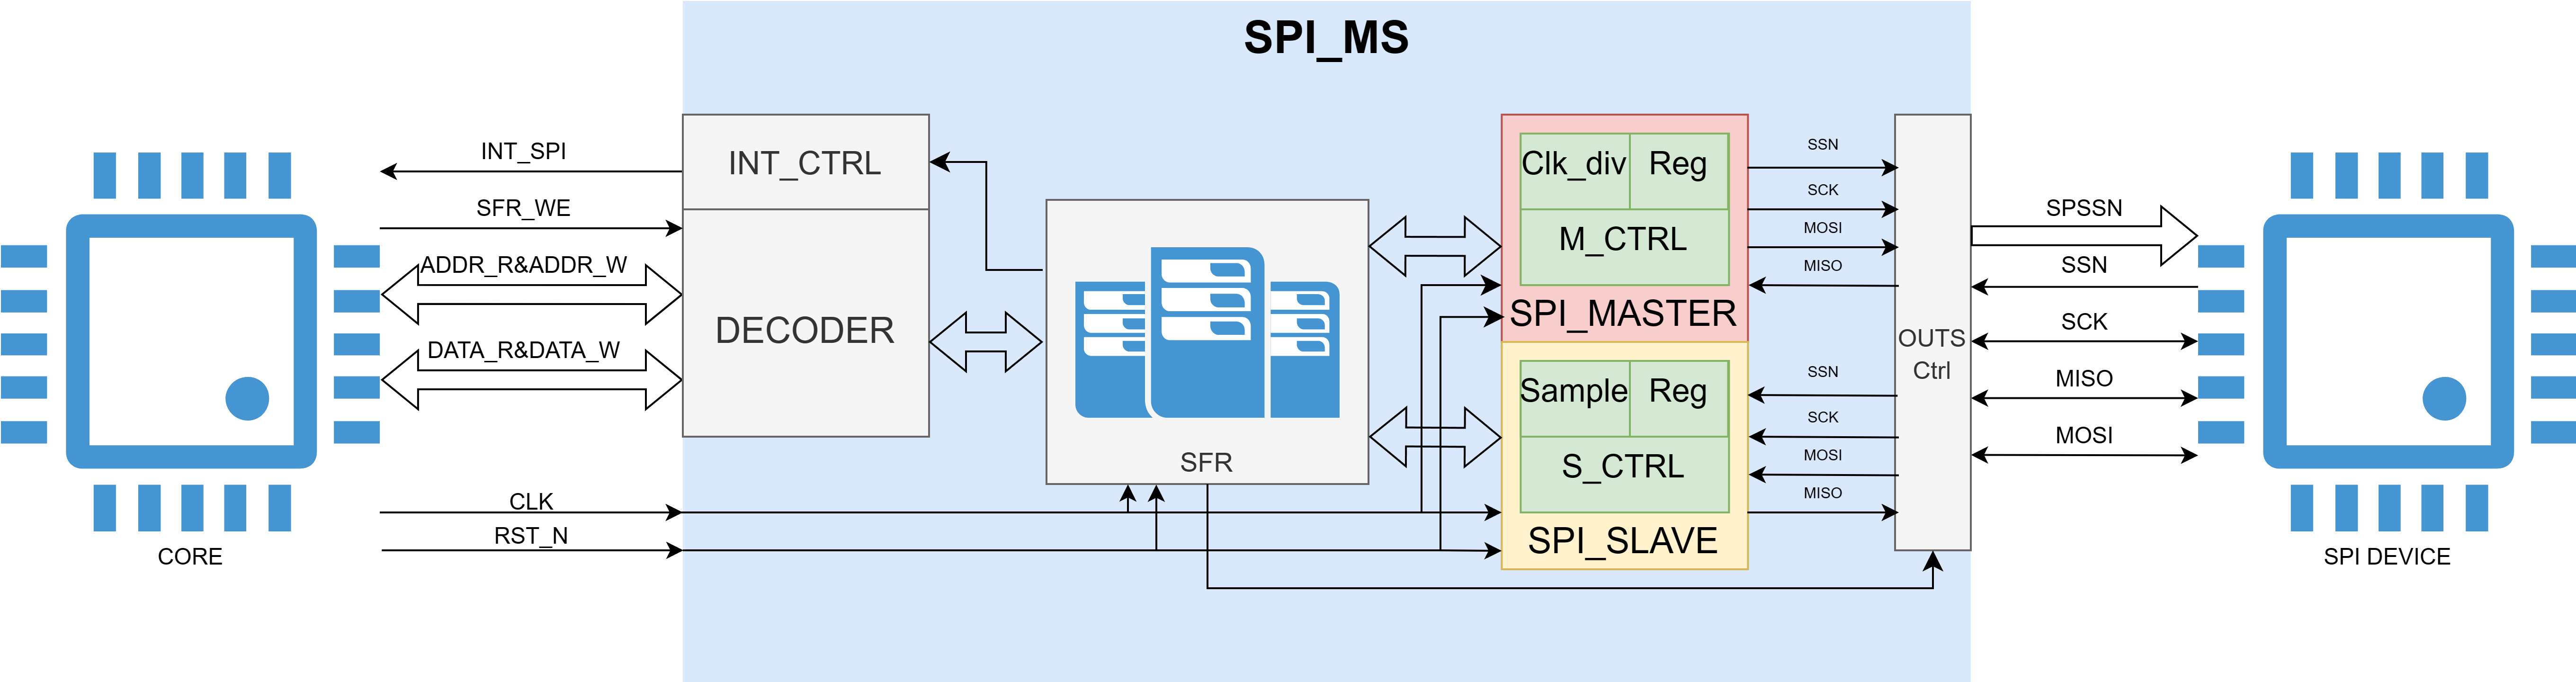 SPI_MS
INT_SPI
SFR_WE
ADDR_R&ADDR_W
DATA_R&DATA_W
CLK
RST_N
CORE
INT_CTRL
DECODER
SFR
Clk_div
Reg
M_CTRL
SPI_MASTER
Sample
Reg
S_CTRL
SPI_SLAVE
SSN
SCK
MOSI
MISO
SSN
SCK
MOSI
MISO
OUTS
Ctrl
SPSSN
SSN
SCK
MISO
MOSI
SPI DEVICE